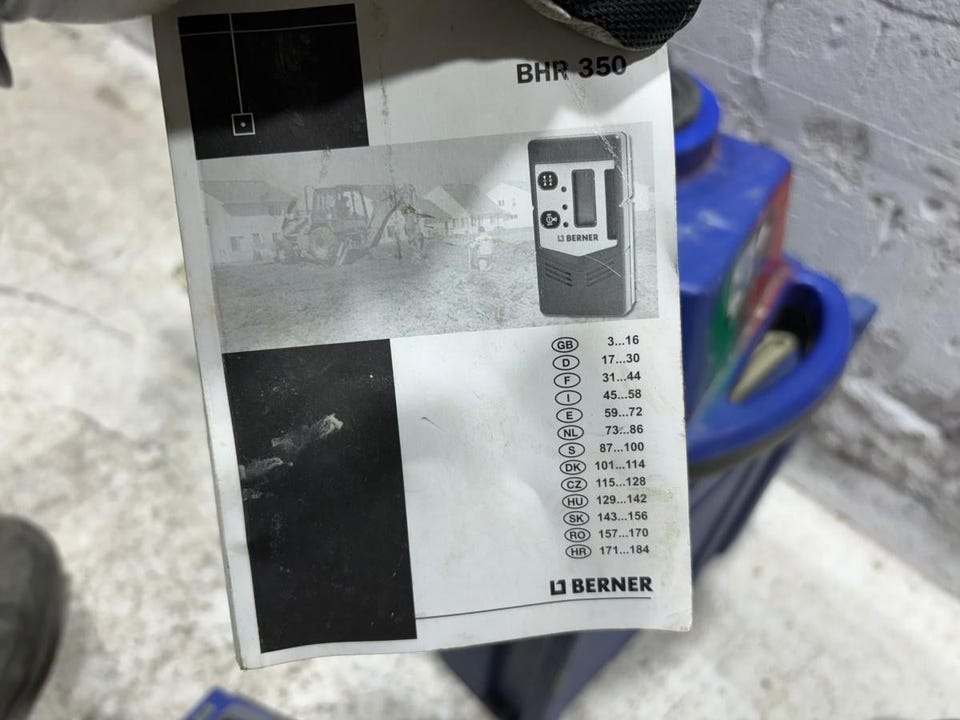 BHR 350
BERNER
GB 3...16
D 17...30
F 31...44
I 45...58
E 59...72
NL 73...86
S 87...100
DK 101...114
CZ 115...128
HU 129...142
SK 143...156
RO 157...170
HR 171...184
BERNER